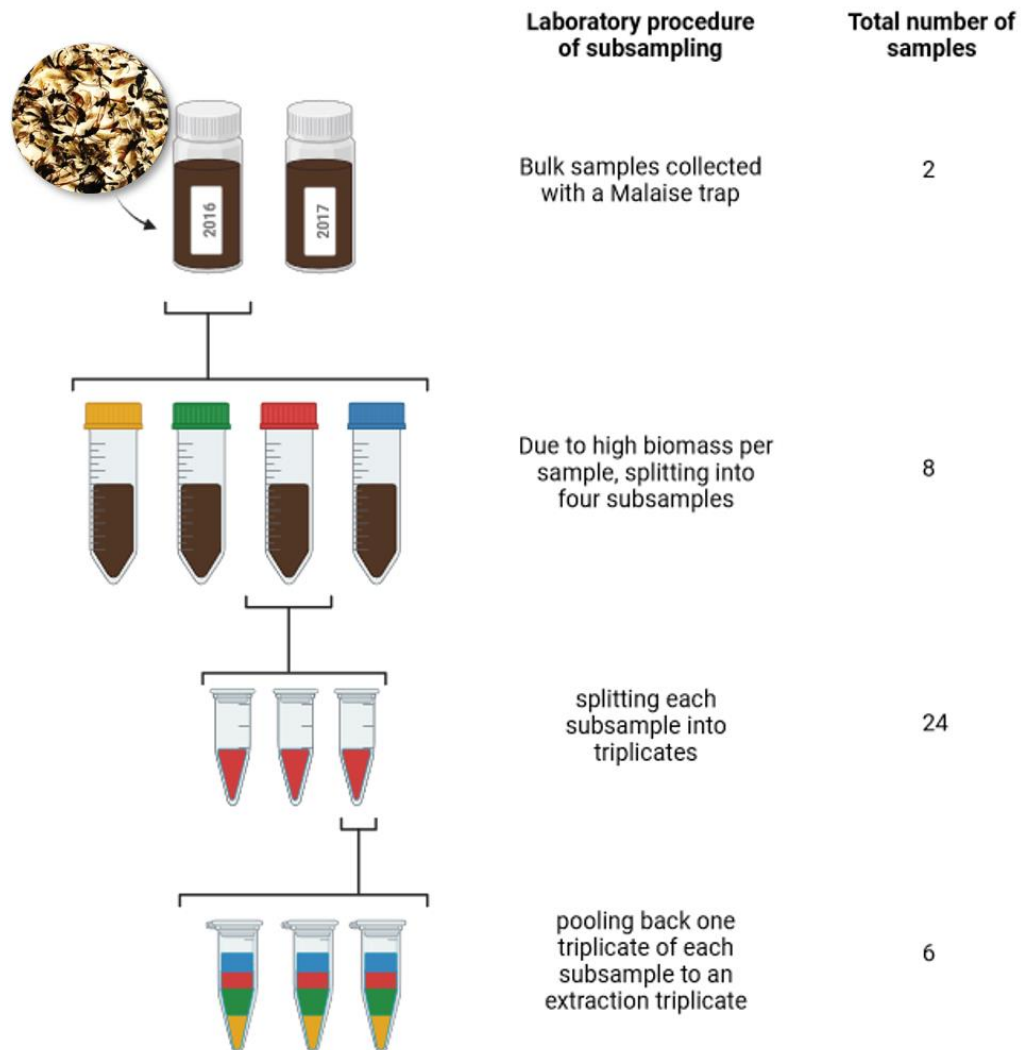 Laboratory procedure
of subsampling
Total number of
samples
2016
2017
Bulk samples collected
with a Malaise trap
2
Due to high biomass per
sample, splitting into
four subsamples
8
splitting each
subsample into
triplicates
24
pooling back one
triplicate of each
subsample to an
extraction triplicate
6